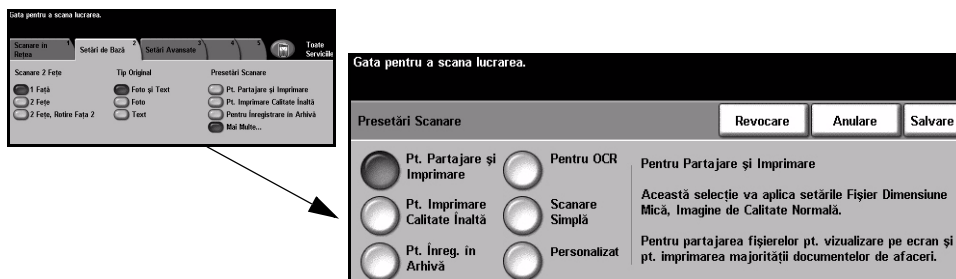 Gata pentru a scana lucrarea.
Scanare în Rețea 1
Setări de Bază 2
Setări Avansate 3
4
5
Toate Serviciile
Scanare 2 Fețe
1 Față
2 Fețe
2 Fețe, Rotire Fața 2
Tip Original
Foto și Text
Foto
Text
Presetări Scanare
Pt. Partajare și Imprimare
Pt. Imprimare Calitate Înaltă
Pentru Înregistrare în Arhivă
Mai Multe...
Gata pentru a scana lucrarea.
Presetări Scanare
Revocare
Anulare
Salvare
Pt. Partajare și
Imprimare
Pt. Imprimare
Calitate Înaltă
Pt. Înreg. în
Arhivă
Pentru OCR
Scanare
Simplă
Personalizat
Pentru Partajare și Imprimare
Această selecție va aplica setările Fișier Dimensiune
Mică, Imagine de Calitate Normală.
Pentru partajarea fișierelor pt. vizualizare pe ecran și
pt. imprimarea majorității documentelor de afaceri.